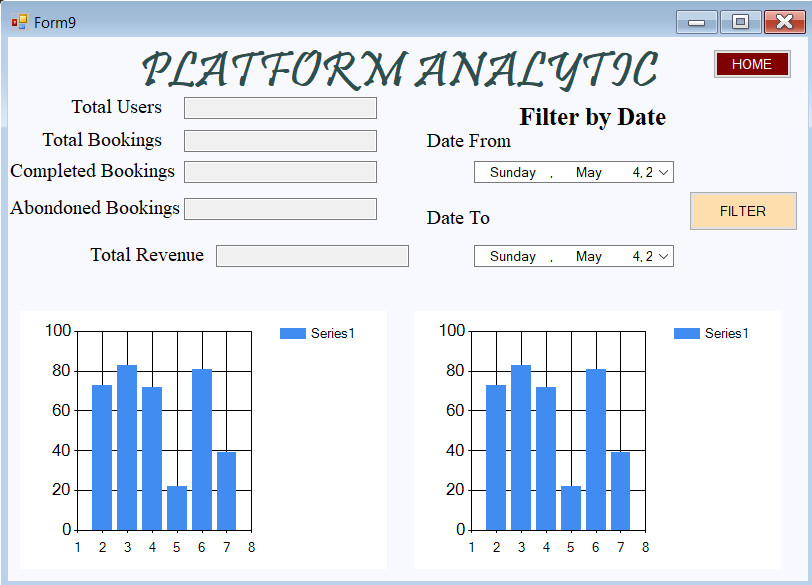 Form9
PLATFORM ANALYTIC
HOME
Total Users
Total Bookings
Completed Bookings
Abondoned Bookings
Total Revenue
Filter by Date
Date From
Sunday , May 4, 2
Date To
Sunday , May 4, 2
FILTER
100
80
60
40
20
0
1 2 3 4 5 6 7 8
Series1
100
80
60
40
20
0
1 2 3 4 5 6 7 8
Series1